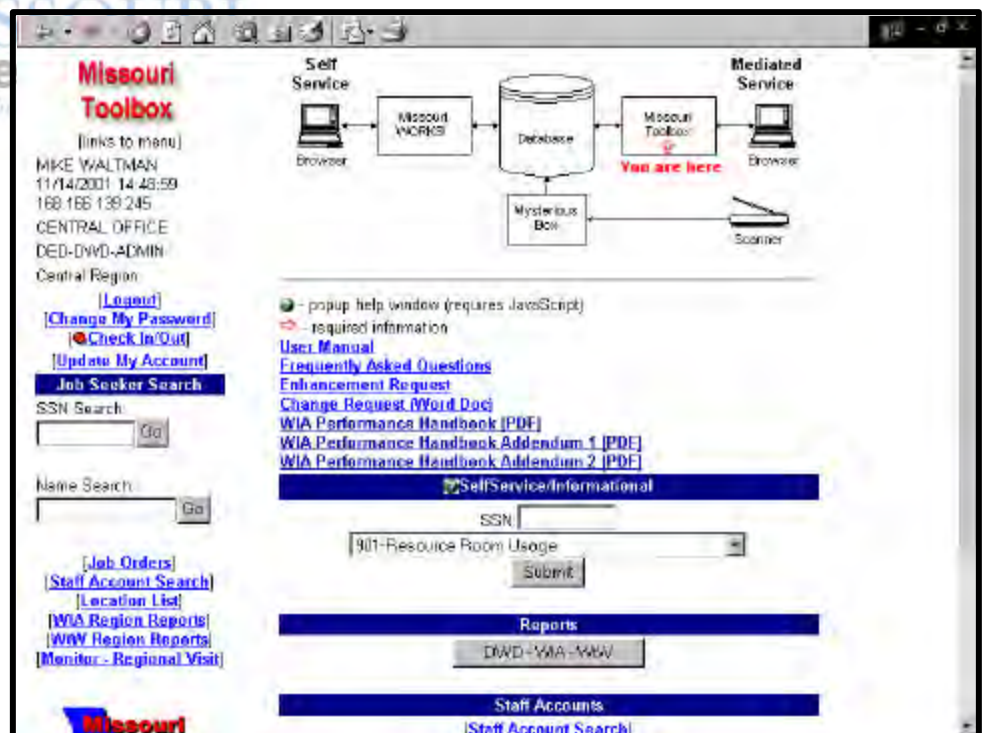 Missouri
Toolbox
[links to menu]
MIKE WALTMAN
11/14/2001 14:48:59
168.166.139.245
CENTRAL OFFICE
DED-DWD-ADMIN
Central Region
[Logout]
[Change My Password]
[Check In/Out]
[Update My Account]
Job Seeker Search
SSN Search:
Go
Name Search:
Go
[Job Orders]
[Staff Account Search]
[Location List]
[WIA Region Reports]
[WtW Region Reports]
[Monitor - Regional Visit]
Missouri
Self
Service
Mediated
Service
Browser
Missouri
WORKS!
Database
Missouri
Toolbox
You are here
Browser
Mysterious
Box
Scanner
- popup help window (requires JavaScript)
- required information
User Manual
Frequently Asked Questions
Enhancement Request
Change Request (Word Doc)
WIA Performance Handbook [PDF]
WIA Performance Handbook Addendum 1 [PDF]
WIA Performance Handbook Addendum 2 [PDF]
SelfService/Informational
SSN
901-Resource Room Usage
Submit
Reports
DWD - WIA - WtW
Staff Accounts
[Staff Account Search]